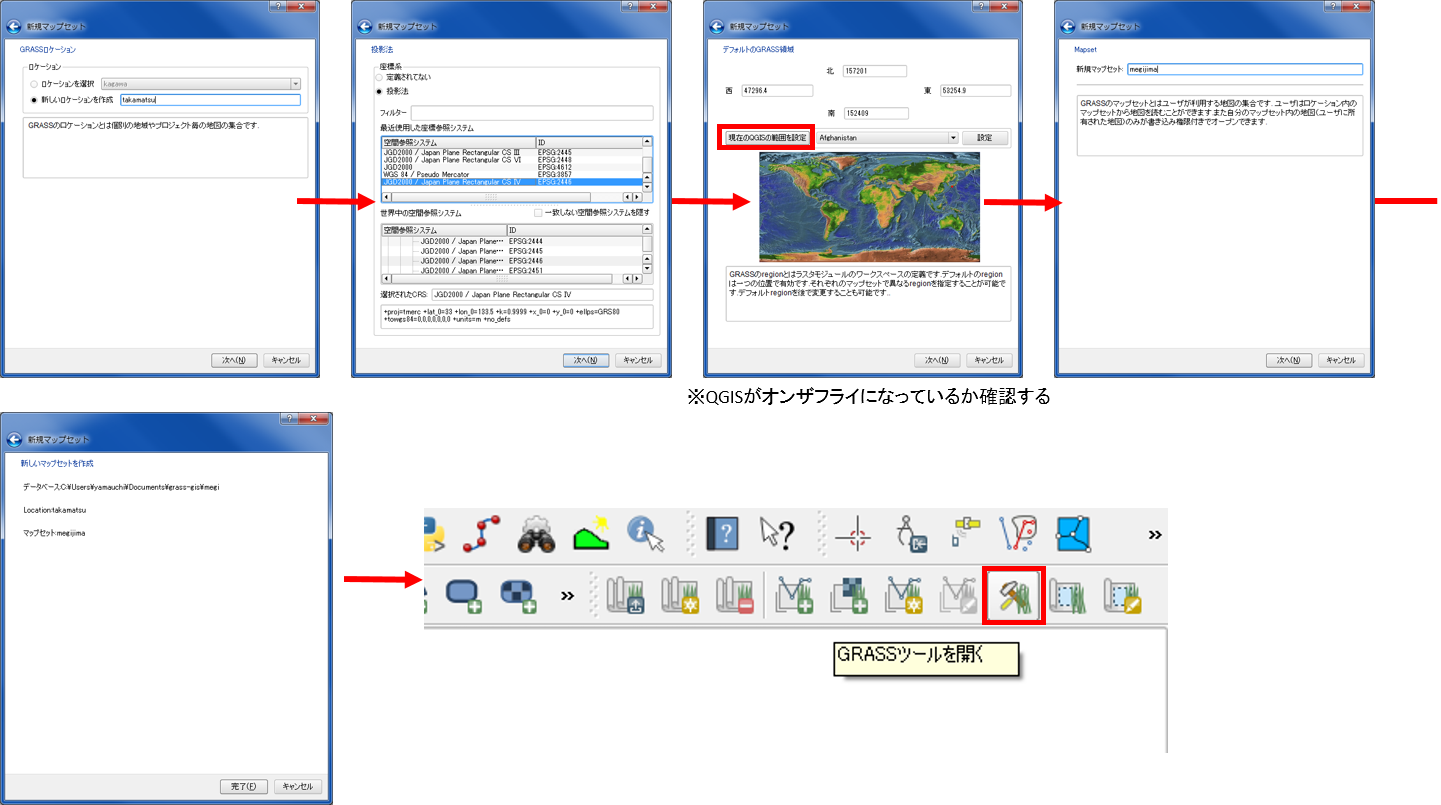 新規マップセット
GRASSロケーション
ロケーション
ロケーションを選択 kagawa
新しいロケーションを作成 takamatsu
GRASSのロケーションとは個別の地域やプロジェクト毎の地図の集合です.
次へ(N) キャンセル
新規マップセット
投影法
座標系
定義されてない
投影法
フィルター
最近使用した座標参照システム
空間参照システム ID
JGD2000 / Japan Plane Rectangular CS III EPSG:2445
JGD2000 / Japan Plane Rectangular CS VI EPSG:2448
JGD2000 EPSG:4612
WGS 84 / Pseudo Mercator EPSG:3857
JGD2000 / Japan Plane Rectangular CS IV EPSG:2446
世界中の空間参照システム 一致しない空間参照システムを隠す
空間参照システム ID
JGD2000 / Japan Plane… EPSG:2444
JGD2000 / Japan Plane… EPSG:2445
JGD2000 / Japan Plane… EPSG:2446
JGD2000 / Japan Plane… EPSG:2451
選択されたCRS: JGD2000 / Japan Plane Rectangular CS IV
+proj=tmerc +lat_0=33 +lon_0=133.5 +k=0.9999 +x_0=0 +y_0=0 +ellps=GRS80
+towgs84=0,0,0,0,0,0,0 +units=m +no_defs
次へ(N) キャンセル
新規マップセット
デフォルトのGRASS領域
北 157201
西 47296.4 東 53254.9
南 152409
現在のQGISの範囲を設定 Afghanistan 設定
GRASSのregionとはラスタモジュールのワークスペースの定義です.デフォルトのregion
は一つの位置で有効です.それぞれのマップセットで異なるregionを指定することが可能で
す.デフォルトregionを後で変更することも可能です..
次へ(N) キャンセル
新規マップセット
Mapset
新規マップセット: megijima
GRASSのマップセットとはユーザが利用する地図の集合です. ユーザはロケーション内の
マップセットから地図を読むことができます また自分のマップセット内の地図(ユーザに所
有された地図)のみが書き込み権限付きでオープンできます.
次へ(N) キャンセル
※QGISがオンザフライになっているか確認する
新規マップセット
新しいマップセットを作成
データベース:C:¥Users¥yamauchi¥Documents¥grass-gis¥megi
Location:takamatsu
マップセット:megijima
完了(F) キャンセル
GRASSツールを開く